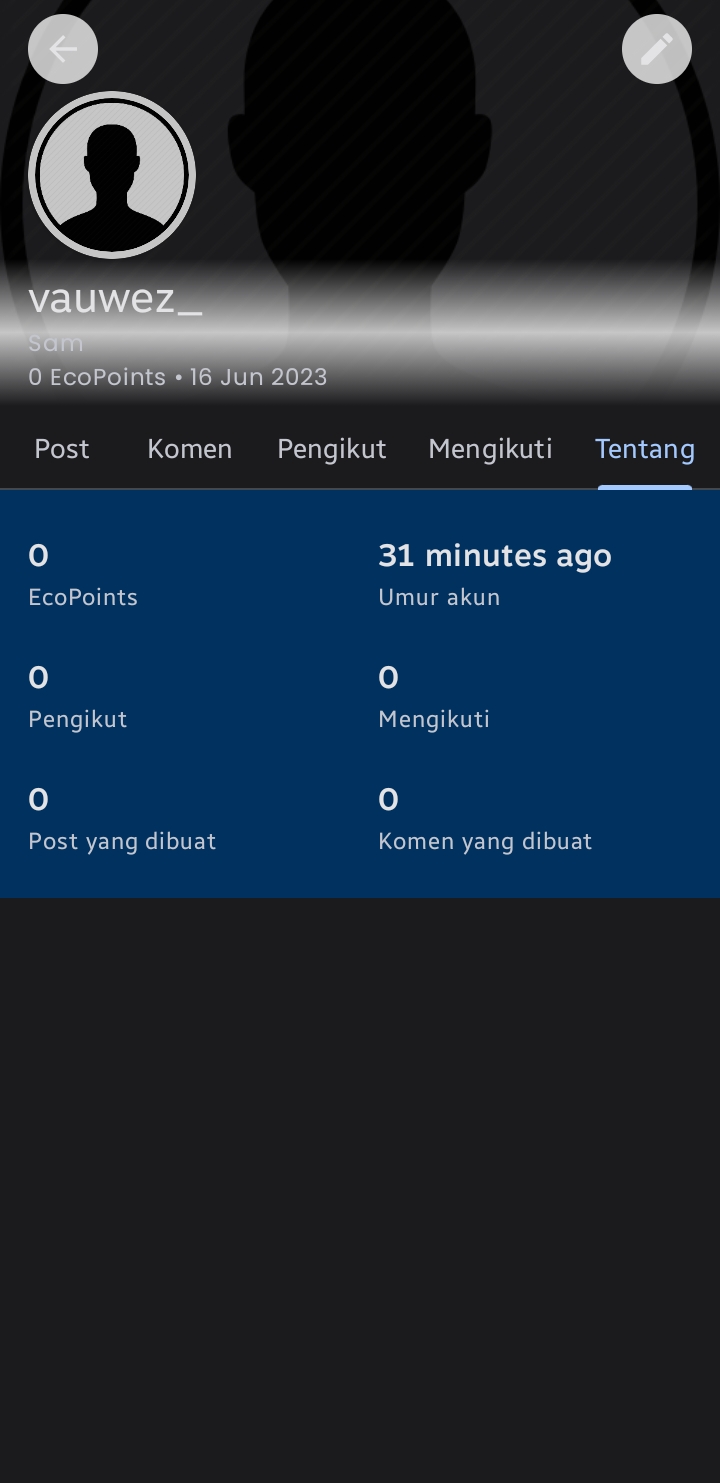 vauwez_
Sam
0 EcoPoints • 16 Jun 2023
Post Komen Pengikut Mengikuti Tentang
0
EcoPoints
31 minutes ago
Umur akun
0
Pengikut
0
Mengikuti
0
Post yang dibuat
0
Komen yang dibuat